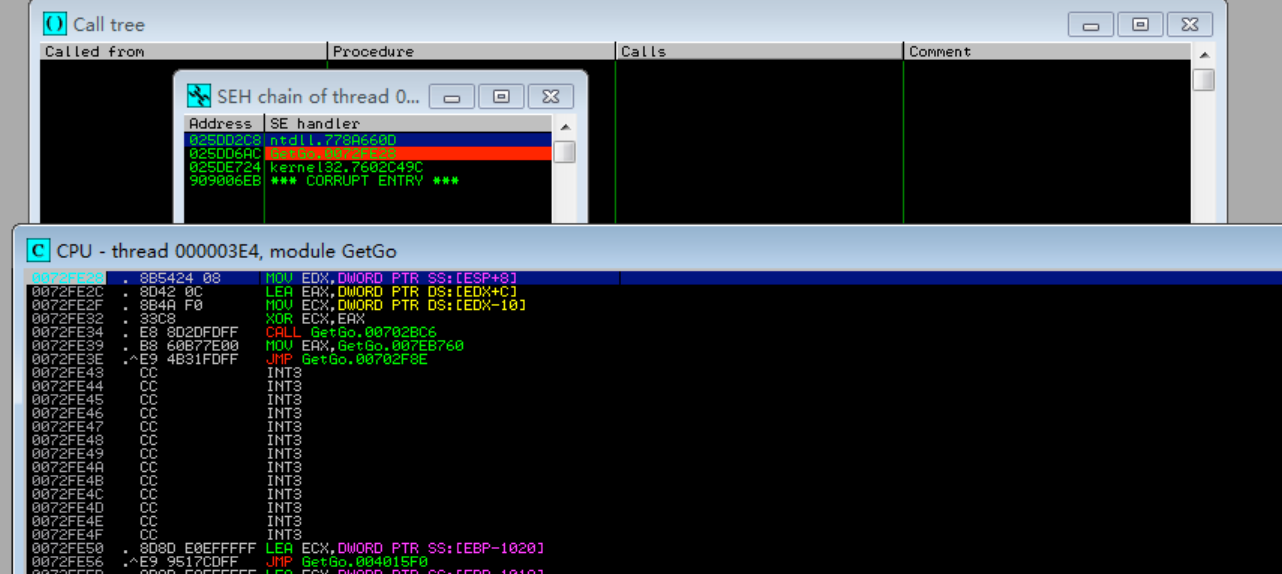 Call tree
Called from Procedure Calls Comment
SEH chain of thread 0...
Address SE handler
025DD2C8 ntdll.778A660D
025DD6AC GetGo.0072FE28
025DE724 kernel32.7602C49C
909006EB *** CORRUPT ENTRY ***
C CPU - thread 000003E4, module GetGo
0072FE28 . 8B5424 08 MOV EDX,DWORD PTR SS:[ESP+8]
0072FE2C . 8D42 0C LEA EAX,DWORD PTR DS:[EDX+C]
0072FE2F . 8B4A F0 MOV ECX,DWORD PTR DS:[EDX-10]
0072FE32 . 33C8 XOR ECX,EAX
0072FE34 . E8 8D2DFDFF CALL GetGo.00702BC6
0072FE39 . B8 60B77E00 MOV EAX,GetGo.007EB760
0072FE3E .^E9 4B31FDFF JMP GetGo.00702F8E
0072FE43 CC INT3
0072FE44 CC INT3
0072FE45 CC INT3
0072FE46 CC INT3
0072FE47 CC INT3
0072FE48 CC INT3
0072FE49 CC INT3
0072FE4A CC INT3
0072FE4B CC INT3
0072FE4C CC INT3
0072FE4D CC INT3
0072FE4E CC INT3
0072FE4F CC INT3
0072FE50 . 8D8D E0EFFFFF LEA ECX,DWORD PTR SS:[EBP-1020]
0072FE56 .^E9 9517CDFF JMP GetGo.004015F0